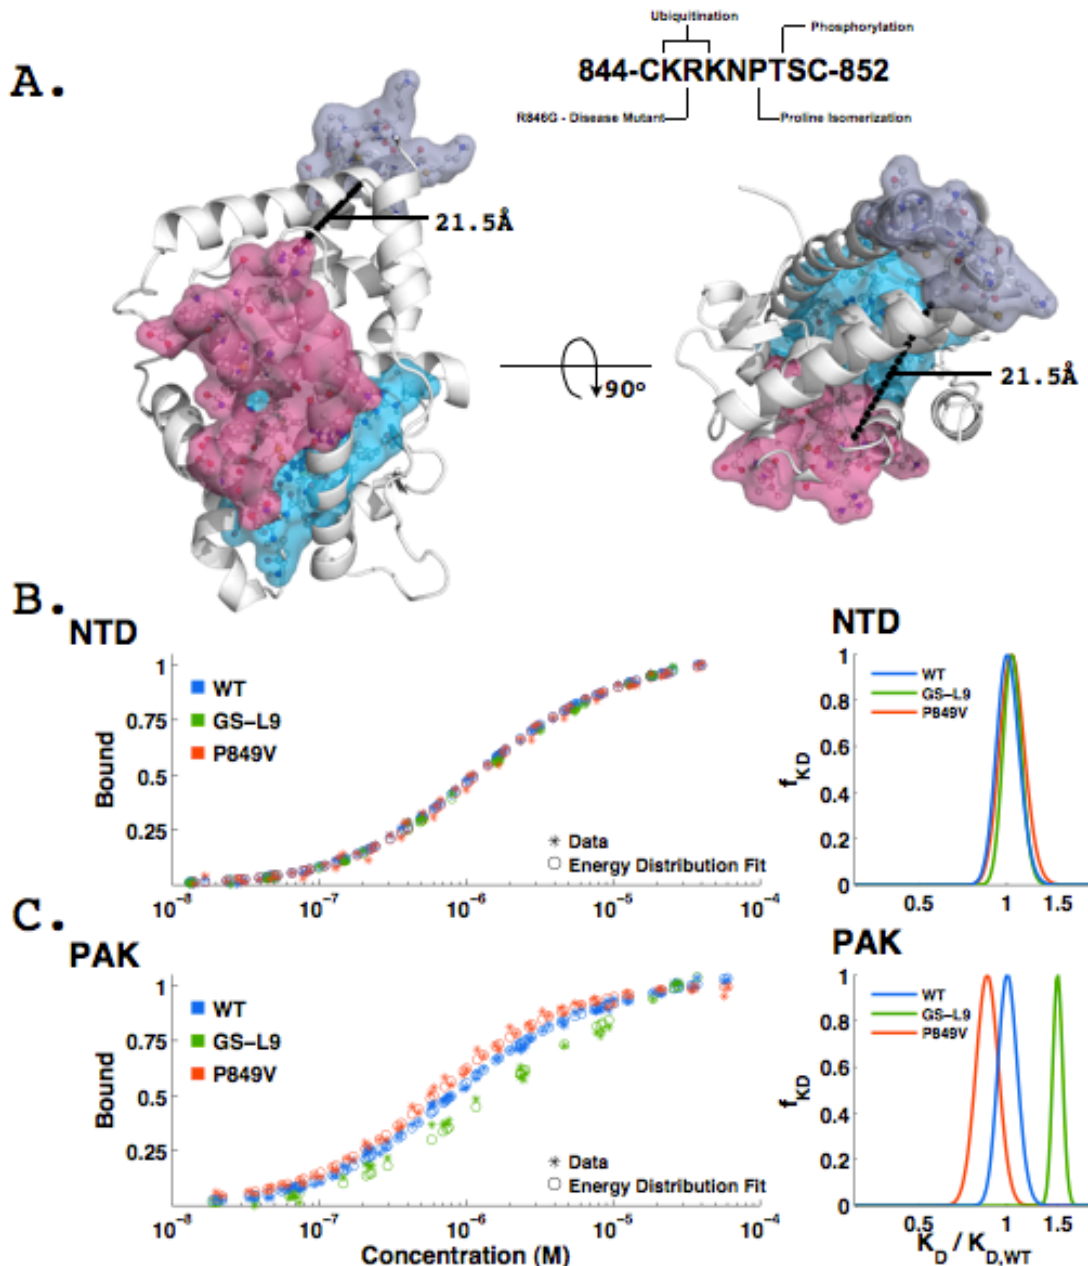 A.
Ubiquitination
Phosphorylation
844-CKRKNPTSC-852
R846G - Disease Mutant
Proline Isomerization
21.5Å
90°
21.5Å
B.
NTD
WT
GS-L9
P849V
Bound
1
0.75
0.5
0.25
* Data
○ Energy Distribution Fit
10⁻⁸ 10⁻⁷ 10⁻⁶ 10⁻⁵ 10⁻⁴
NTD
WT
GS-L9
P849V
f_KD
1
0.8
0.6
0.4
0.2
0
0.5 1 1.5
C.
PAK
WT
GS-L9
P849V
Bound
1
0.75
0.5
0.25
* Data
○ Energy Distribution Fit
10⁻⁸ 10⁻⁷ 10⁻⁶ 10⁻⁵ 10⁻⁴
Concentration (M)
PAK
WT
GS-L9
P849V
f_KD
1
0.8
0.6
0.4
0.2
0
0.5 1 1.5
K_D / K_D,WT